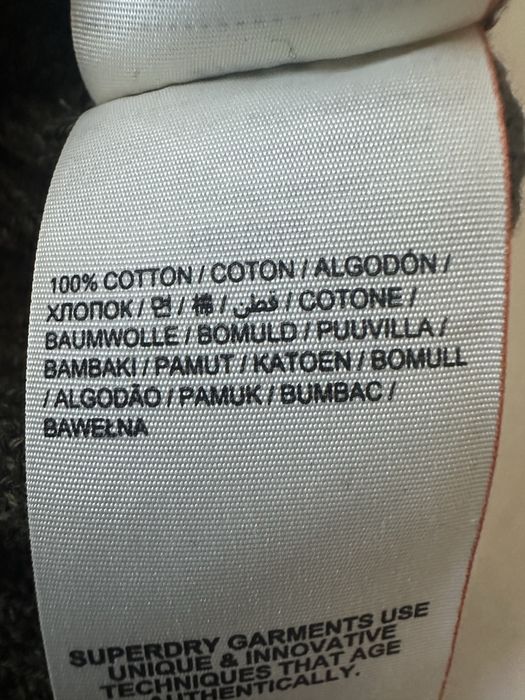 100% COTTON / COTON / ALGODÓN /
ХЛОПОК / 면 / 棉 / قطن / COTONE /
BAUMWOLLE / BOMULD / PUUVILLA /
BAMBAKI / PAMUT / KATOEN / BOMULL
/ ALGODÃO / PAMUK / BUMBAC /
BAWEŁNA
SUPERDRY GARMENTS USE
UNIQUE & INNOVATIVE
TECHNIQUES THAT AGE
AUTHENTICALLY.